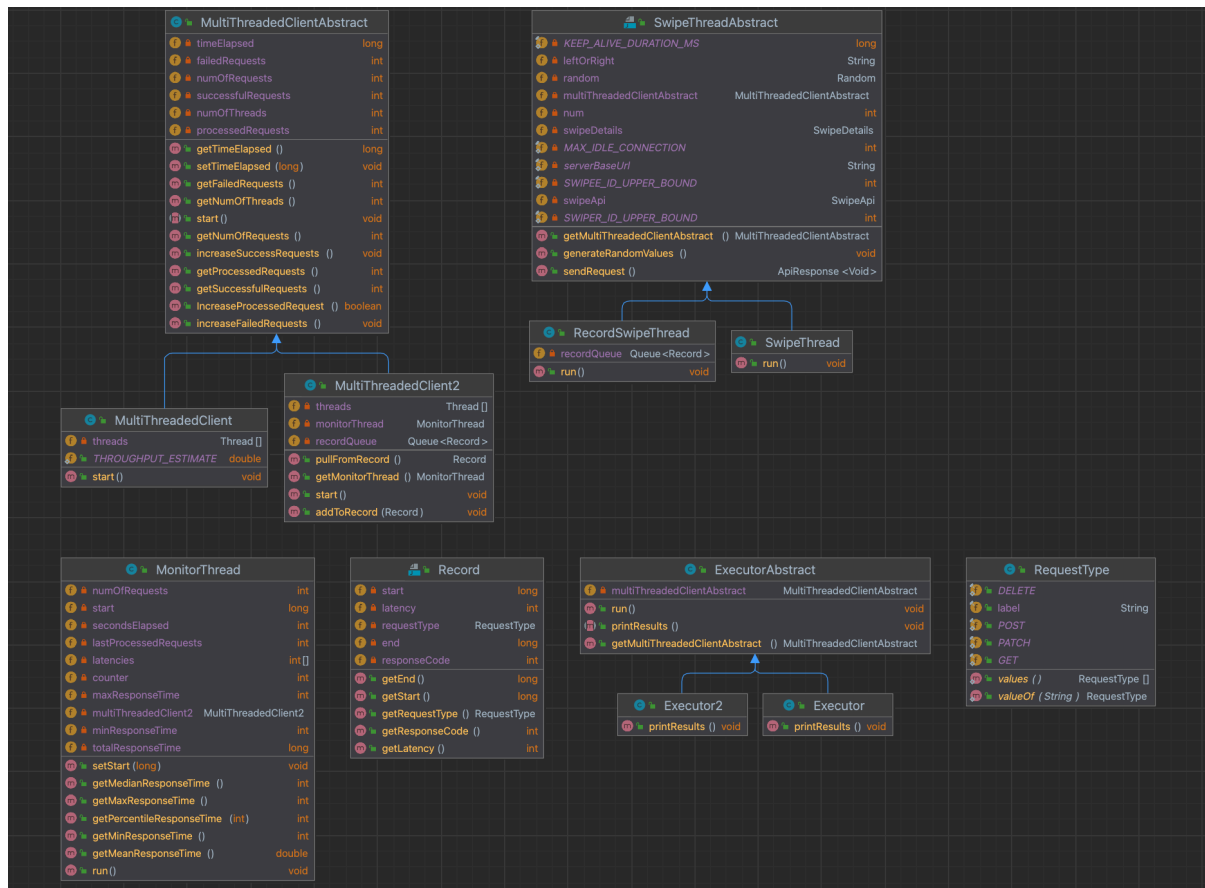 MultiThreadedClientAbstract
timeElapsed long
failedRequests int
numOfRequests int
successfulRequests int
numOfThreads int
processedRequests int
getTimeElapsed () long
setTimeElapsed (long) void
getFailedRequests () int
getNumOfThreads () int
start() void
getNumOfRequests () int
increaseSuccessRequests () void
getProcessedRequests () int
getSuccessfulRequests () int
IncreaseProcessedRequest () boolean
increaseFailedRequests () void
SwipeThreadAbstract
KEEP_ALIVE_DURATION_MS long
leftOrRight String
random Random
multiThreadedClientAbstract MultiThreadedClientAbstract
num int
swipeDetails SwipeDetails
MAX_IDLE_CONNECTION int
serverBaseUrl String
SWIPEE_ID_UPPER_BOUND int
swipeApi SwipeApi
SWIPER_ID_UPPER_BOUND int
getMultiThreadedClientAbstract () MultiThreadedClientAbstract
generateRandomValues () void
sendRequest () ApiResponse <Void>
RecordSwipeThread
recordQueue Queue<Record>
run() void
SwipeThread
run() void
MultiThreadedClient
threads Thread[]
THROUGHPUT_ESTIMATE double
start() void
MultiThreadedClient2
threads Thread[]
monitorThread MonitorThread
recordQueue Queue<Record>
pullFromRecord () Record
getMonitorThread () MonitorThread
start() void
addToRecord (Record) void
MonitorThread
numOfRequests int
start long
secondsElapsed int
lastProcessedRequests int
latencies int[]
counter int
maxResponseTime int
multiThreadedClient2 MultiThreadedClient2
minResponseTime int
totalResponseTime long
setStart (long) void
getMedianResponseTime () int
getMaxResponseTime () int
getPercentileResponseTime (int) int
getMinResponseTime () int
getMeanResponseTime () double
run() void
Record
start long
latency int
requestType RequestType
end long
responseCode int
getEnd() long
getStart() long
getRequestType () RequestType
getResponseCode () int
getLatency () int
ExecutorAbstract
multiThreadedClientAbstract MultiThreadedClientAbstract
run() void
printResults () void
getMultiThreadedClientAbstract () MultiThreadedClientAbstract
Executor2
printResults () void
Executor
printResults () void
RequestType
DELETE
label String
POST
PATCH
GET
values () RequestType []
valueOf (String) RequestType